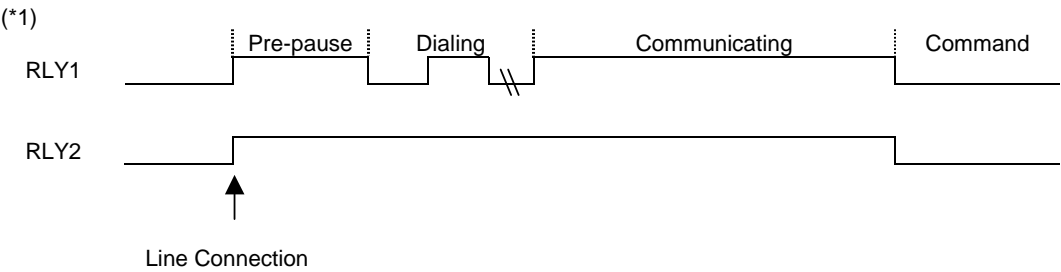 (*1)
Pre-pause Dialing Communicating Command
RLY1
RLY2
Line Connection